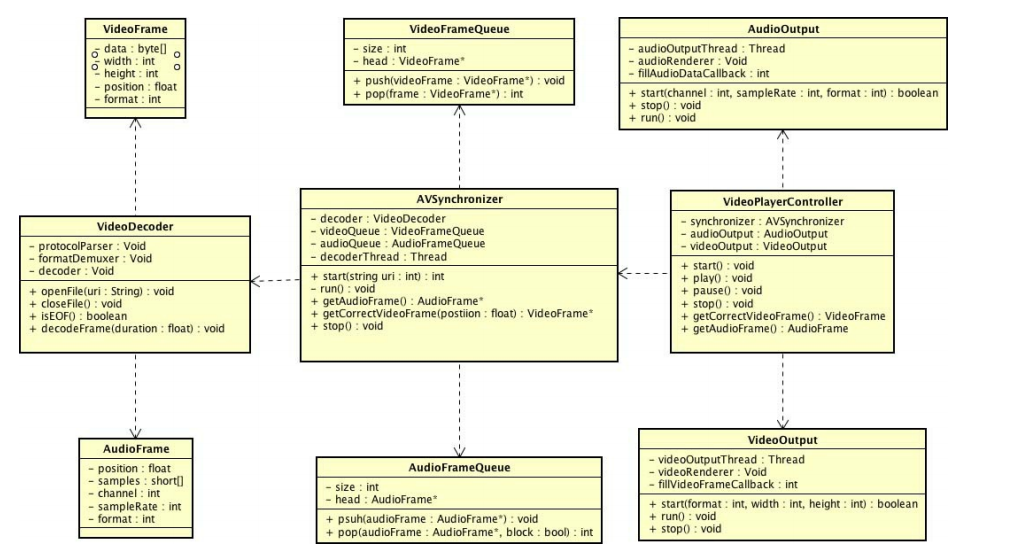 VideoFrame
- data : byte[]
- width : int
- height : int
- position : float
- format : int
VideoFrameQueue
- size : int
- head : VideoFrame*
+ push(videoFrame : VideoFrame*) : void
+ pop(frame : VideoFrame*) : int
AudioOutput
- audioOutputThread : Thread
- audioRenderer : Void
- fillAudioDataCallback : int
+ start(channel : int, sampleRate : int, format : int) : boolean
+ stop() : void
+ run() : void
VideoDecoder
- protocolParser : Void
- formatDemuxer : Void
- decoder : Void
+ openFile(uri : String) : void
+ closeFile() : void
+ isEOF() : boolean
+ decodeFrame(duration : float) : void
AVSynchronizer
- decoder : VideoDecoder
- videoQueue : VideoFrameQueue
- audioQueue : AudioFrameQueue
- decoderThread : Thread
+ start(string uri : int) : int
- run() : void
+ getAudioFrame() : AudioFrame*
+ getCorrectVideoFrame(postiion : float) : VideoFrame*
+ stop() : void
VideoPlayerController
- synchronizer : AVSynchronizer
- audioOutput : AudioOutput
- videoOutput : VideoOutput
+ start() : void
+ play() : void
+ pause() : void
+ stop() : void
+ getCorrectVideoFrame() : VideoFrame
+ getAudioFrame() : AudioFrame
AudioFrame
- position : float
- samples : short[]
- channel : int
- sampleRate : int
- format : int
AudioFrameQueue
- size : int
- head : AudioFrame*
+ psuh(audioFrame : AudioFrame*) : void
+ pop(audioFrame : AudioFrame*, block : bool) : int
VideoOutput
- videoOutputThread : Thread
- videoRenderer : Void
- fillVideoFrameCallback : int
+ start(format : int, width : int, height : int) : boolean
+ run() : void
+ stop() : void